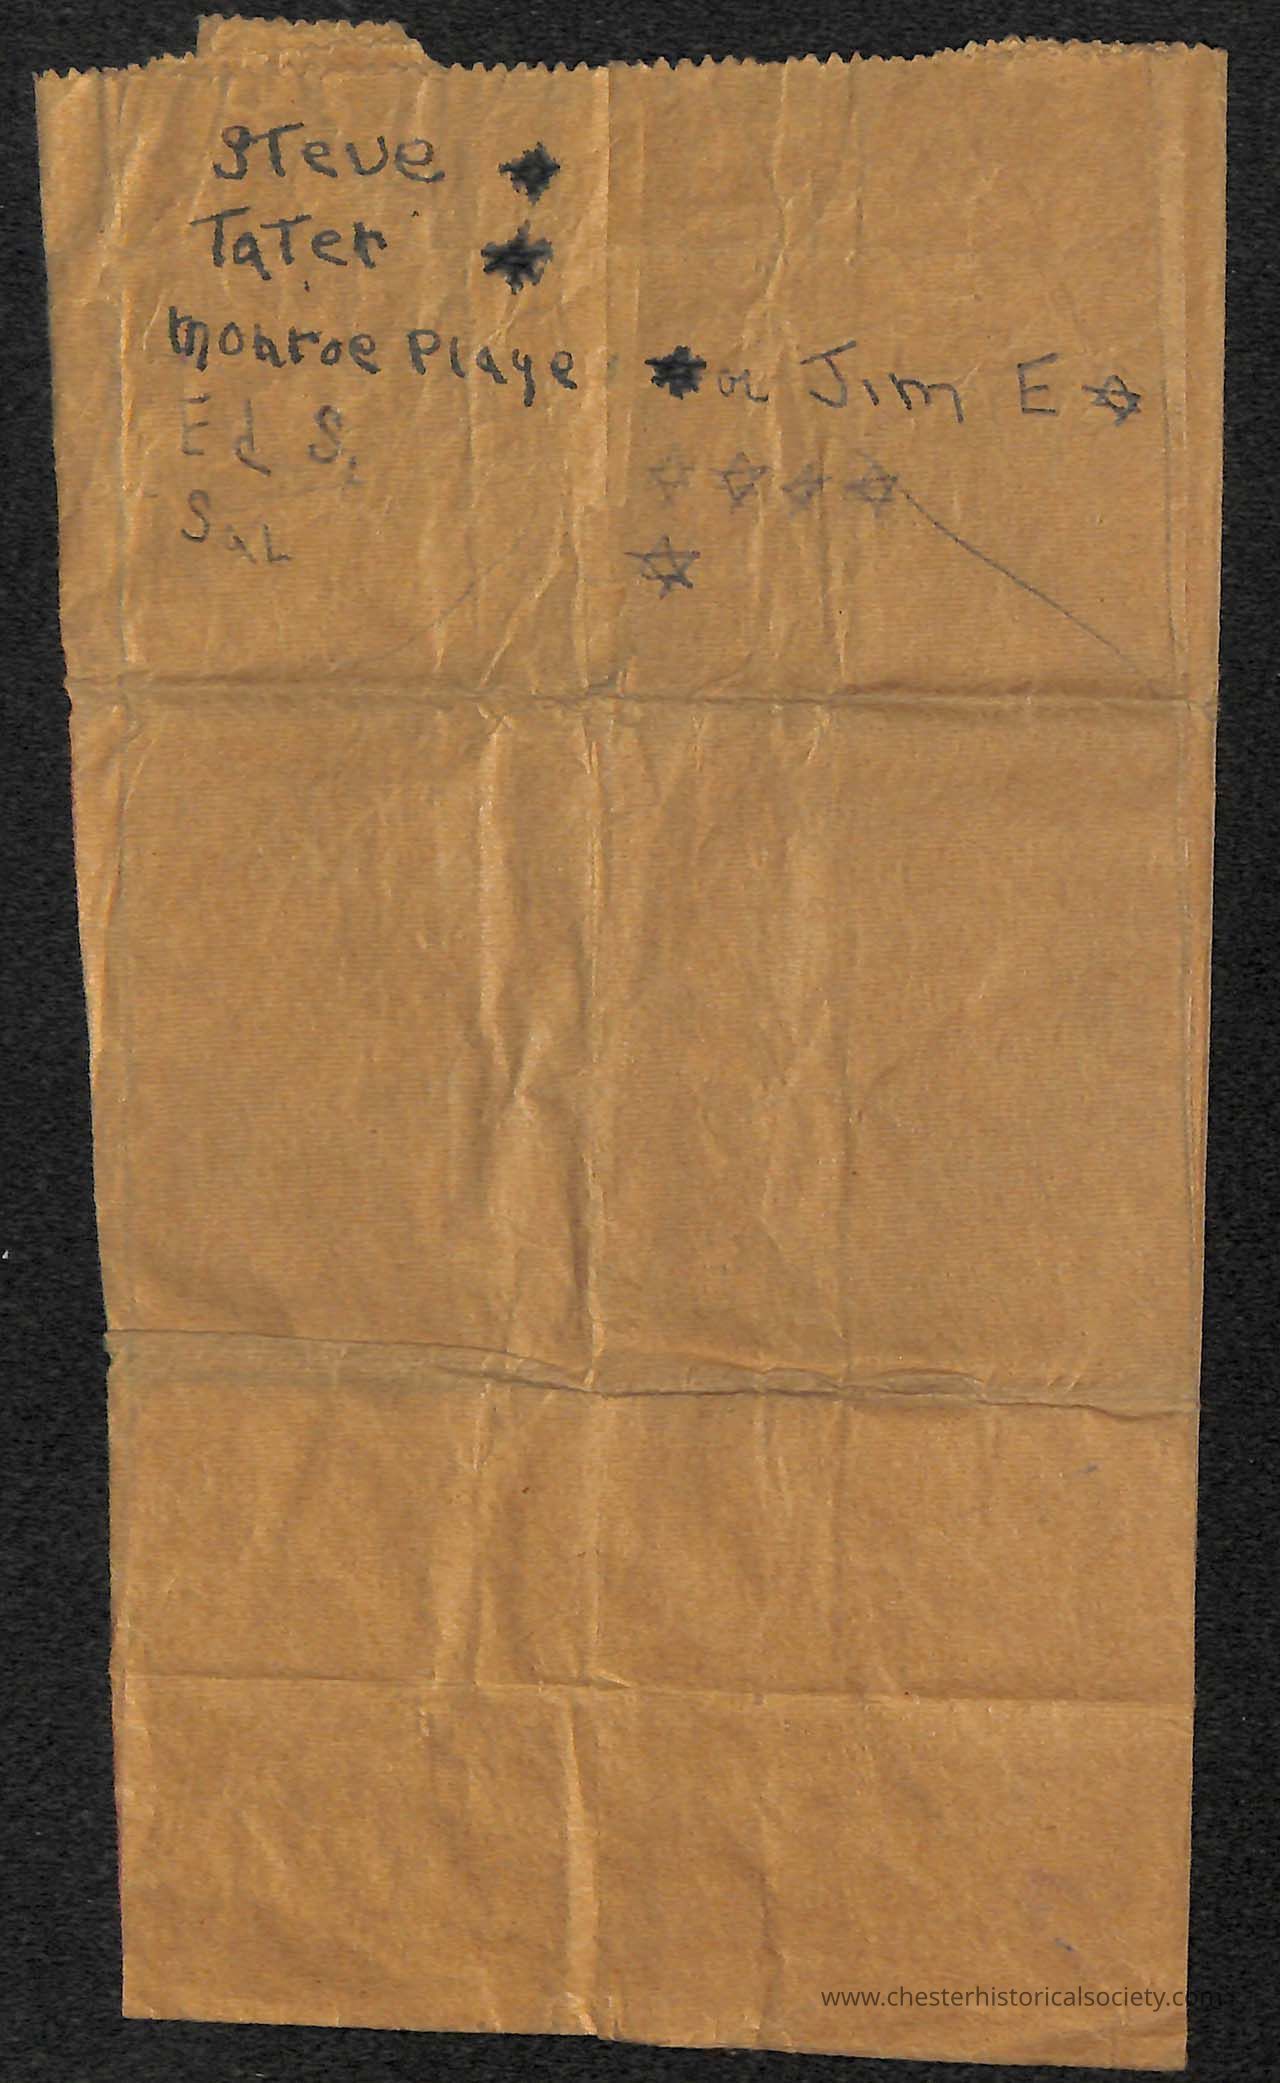 Steve ★
Tater ★
Monroe Playe ★ or Jim E ☆
Ed S. ☆ ☆ ☆ ☆
Sal ☆
www.chesterhistoricalsociety.com